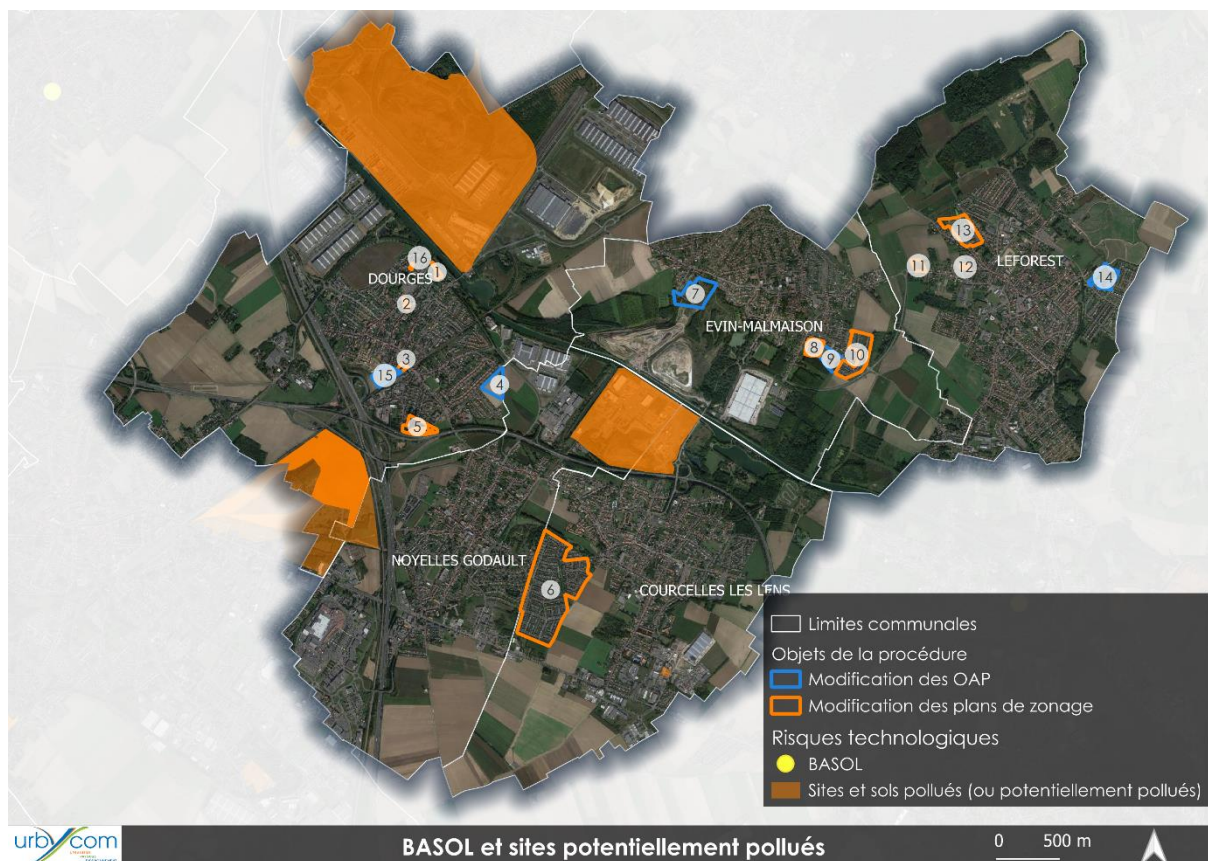 16
1
DOURGES
2
3
15
4
5
7
EVIN-MALMAISON
8
9
10
13
11
12
LEFOREST
14
NOYELLES GODAULT
6
COURCELLES LES LENS
Limites communales
Objets de la procédure
Modification des OAP
Modification des plans de zonage
Risques technologiques
BASOL
Sites et sols pollués (ou potentiellement pollués)
urbycom
BASOL et sites potentiellement pollués
0 500 m